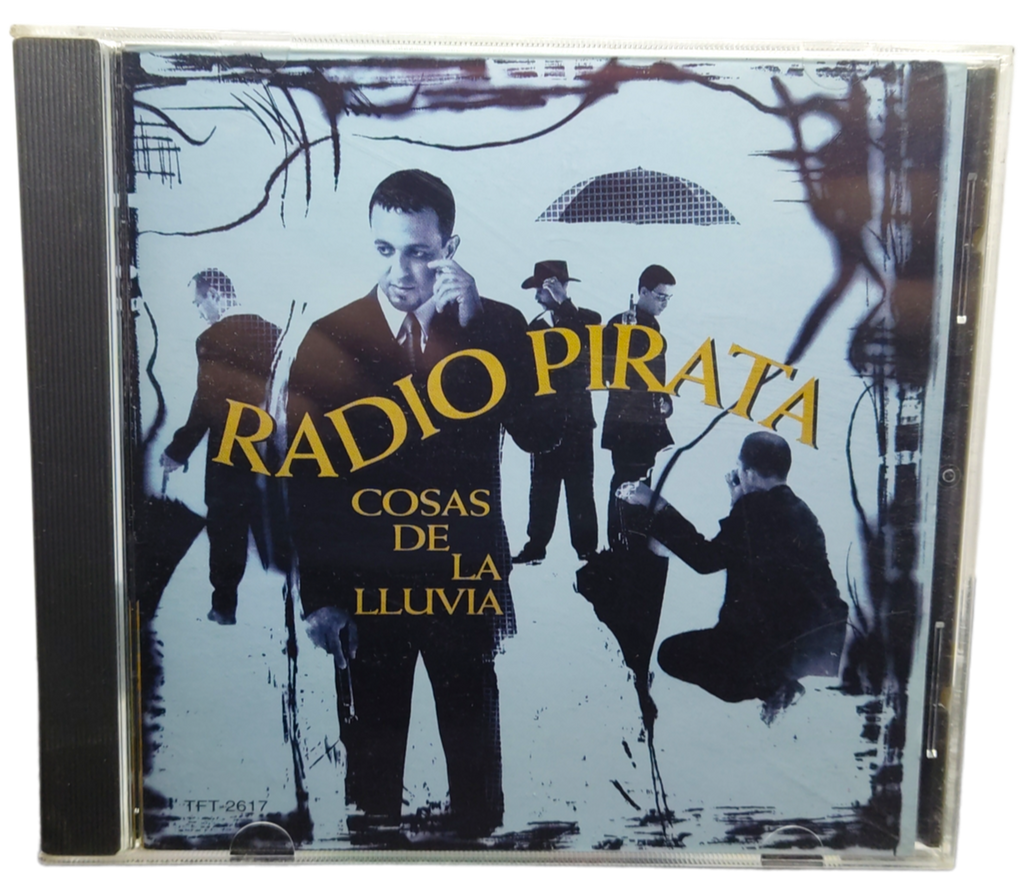 RADIO PIRATA
COSAS
DE
LA
LLUVIA
TFT-2617